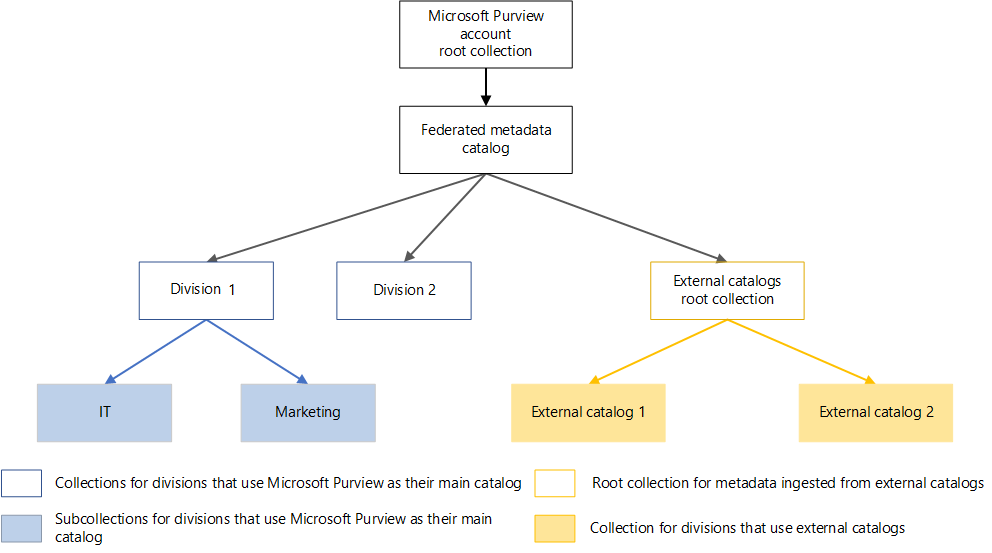 Microsoft Purview
account
root collection
Federated metadata
catalog
Division 1
Division 2
External catalogs
root collection
IT
Marketing
External catalog 1
External catalog 2
Collections for divisions that use Microsoft Purview as their main catalog
Root collection for metadata ingested from external catalogs
Subcollections for divisions that use Microsoft Purview as their main
catalog
Collection for divisions that use external catalogs